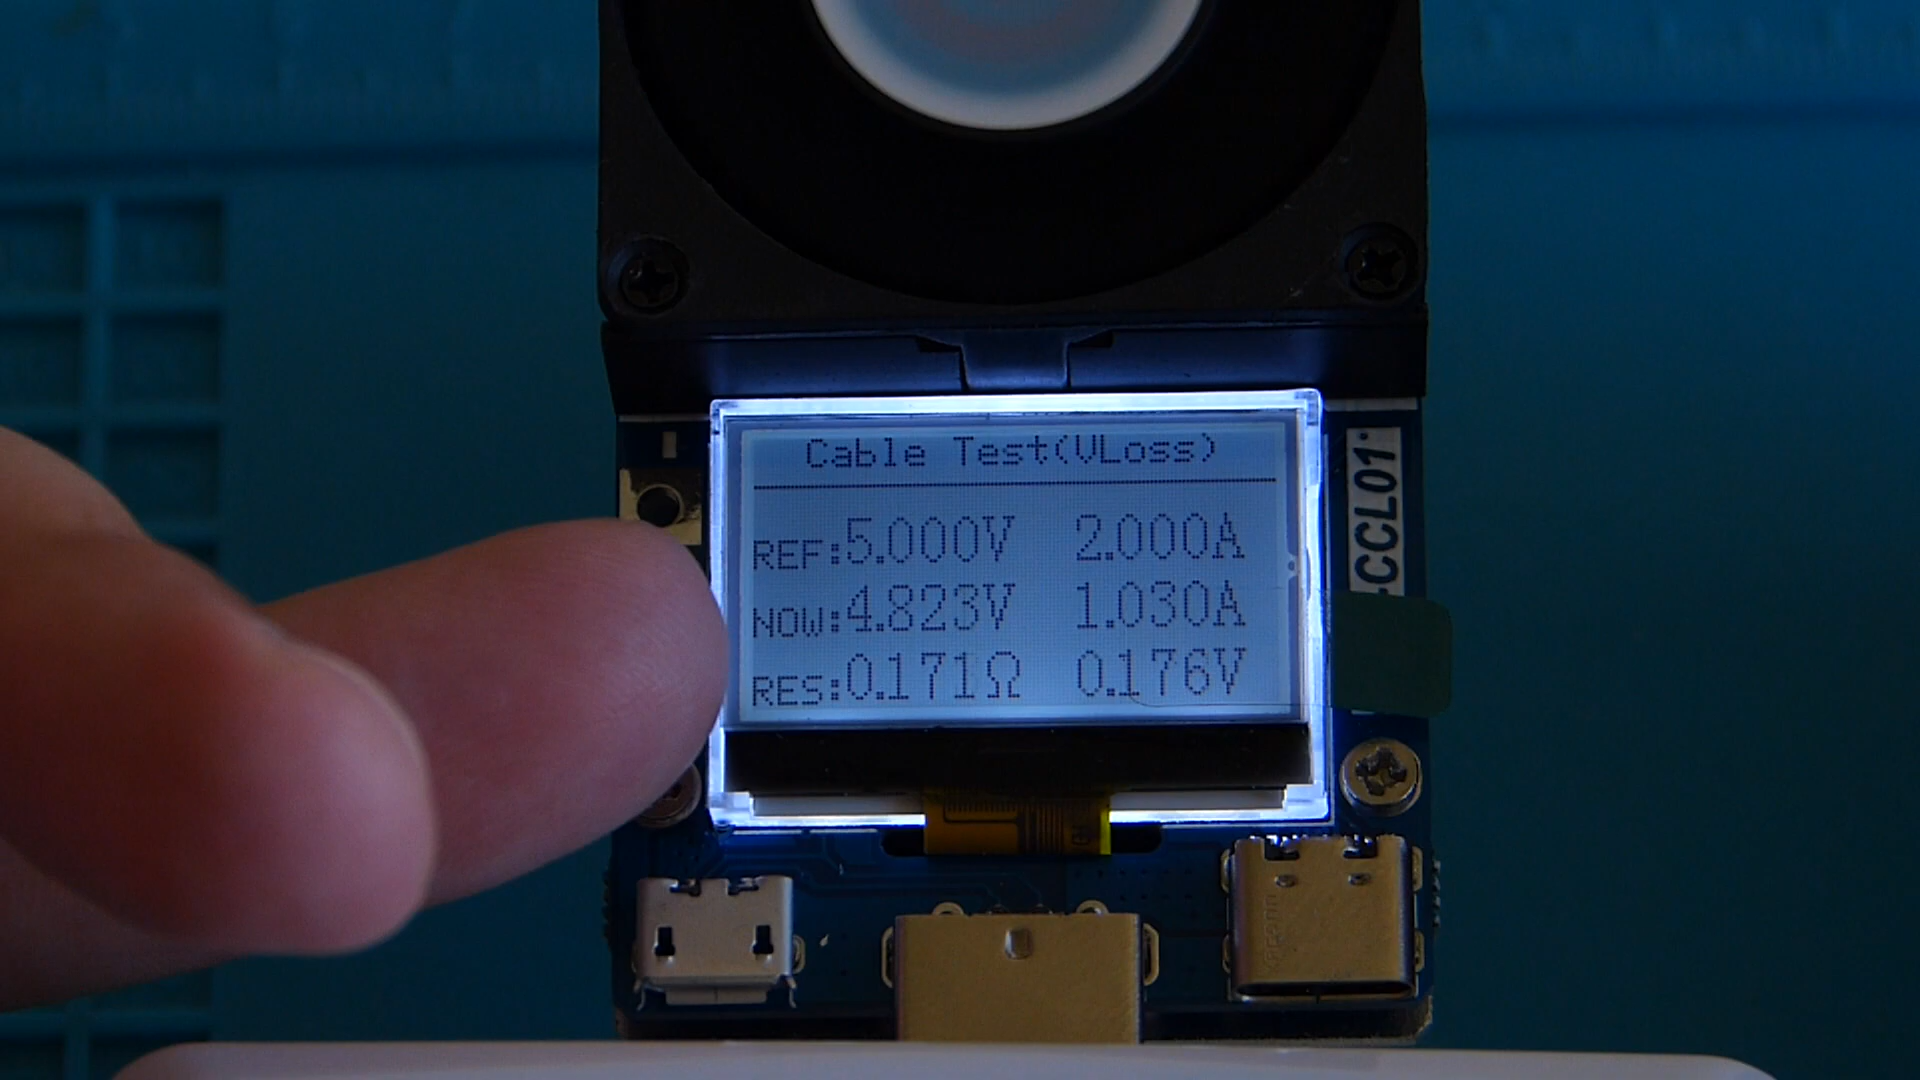 Cable Test(VLoss)
REF:5.000V 2.000A
NOW:4.823V 1.030A
RES:0.171Ω 0.176V
-CCL01